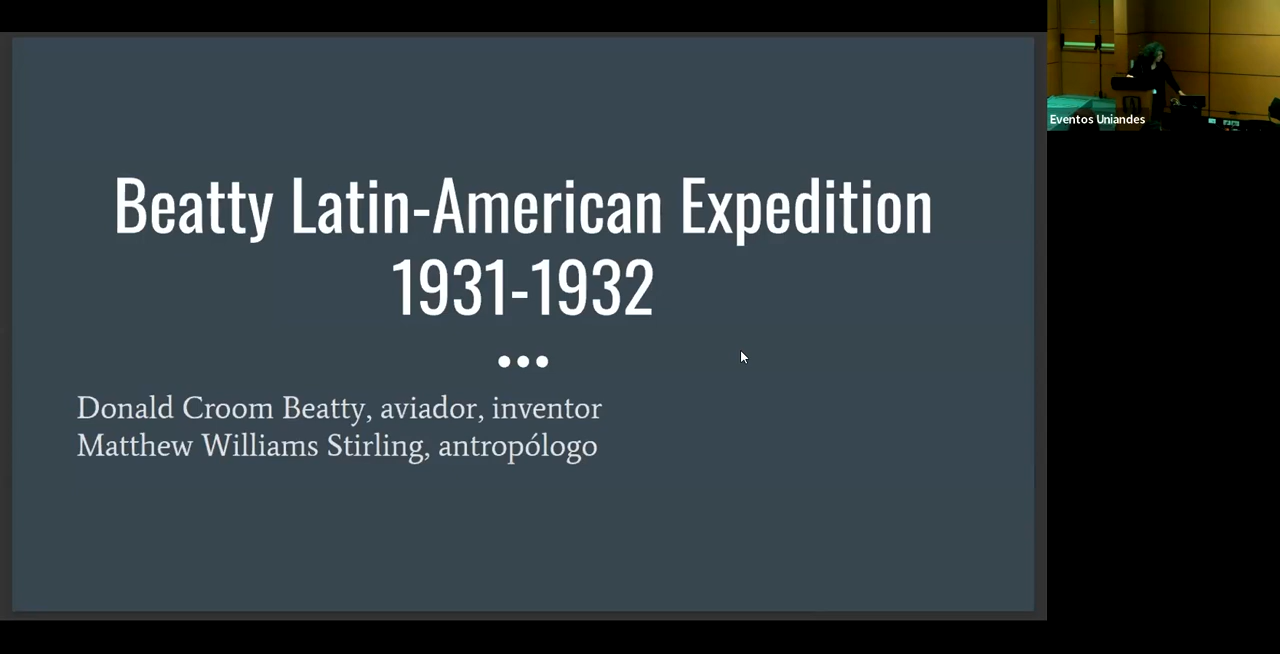 Beatty Latin-American Expedition
1931-1932
Donald Croom Beatty, aviador, inventor
Matthew Williams Stirling, antropólogo
Eventos Uniandes